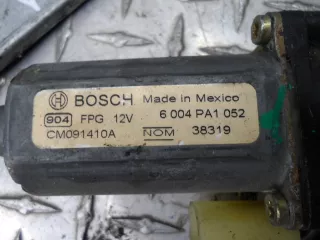 BOSCH Made in Mexico
904 FPG 12V 6 004 PA1 052
CM091410A NOM 38319